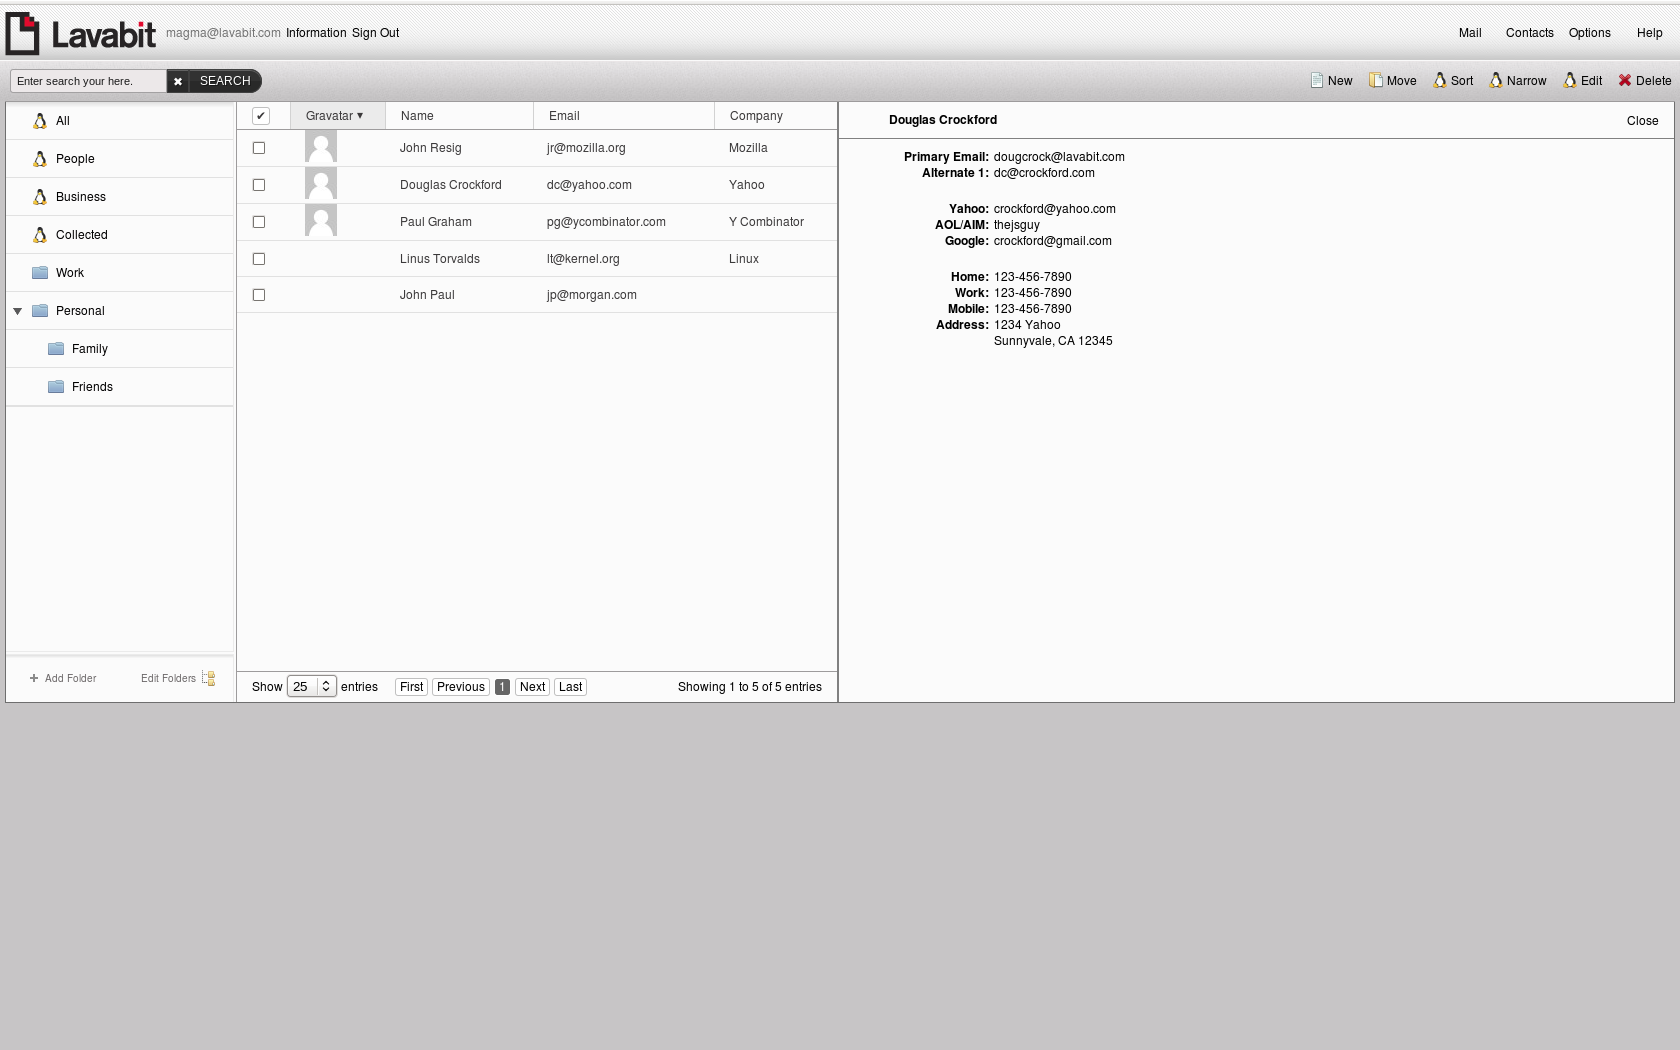 Lavabit magma@lavabit.com Information Sign Out Mail Contacts Options Help
Enter search your here. ✖ SEARCH New Move Sort Narrow Edit Delete
All
People
Business
Collected
Work
Personal
Family
Friends
+ Add Folder Edit Folders
✔ Gravatar ▼ Name Email Company
John Resig jr@mozilla.org Mozilla
Douglas Crockford dc@yahoo.com Yahoo
Paul Graham pg@ycombinator.com Y Combinator
Linus Torvalds lt@kernel.org Linux
John Paul jp@morgan.com
Show 25 entries First Previous 1 Next Last Showing 1 to 5 of 5 entries
Douglas Crockford Close
Primary Email: dougcrock@lavabit.com
Alternate 1: dc@crockford.com
Yahoo: crockford@yahoo.com
AOL/AIM: thejsguy
Google: crockford@gmail.com
Home: 123-456-7890
Work: 123-456-7890
Mobile: 123-456-7890
Address: 1234 Yahoo
Sunnyvale, CA 12345